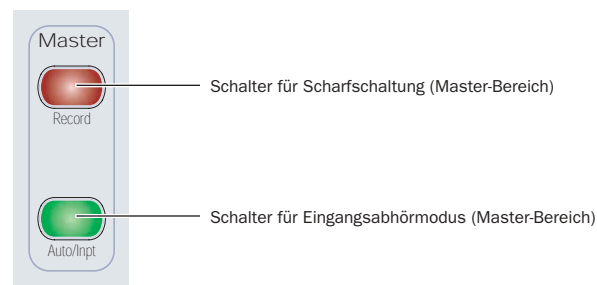 Master
Schalter für Scharfschaltung (Master-Bereich)
Record
Schalter für Eingangsabhörmodus (Master-Bereich)
Auto/Inpt